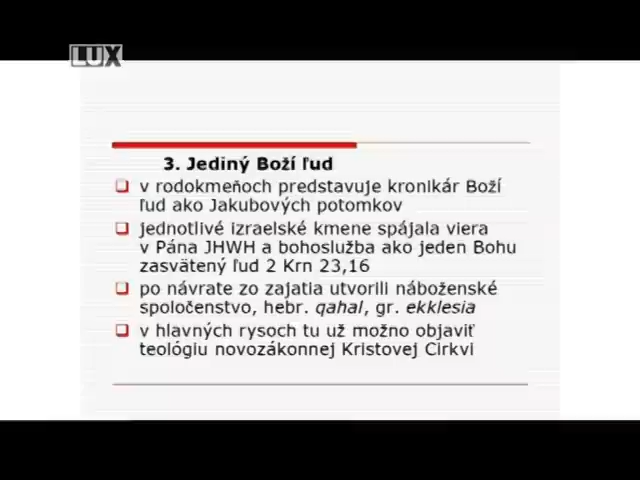 LUX
3. Jediný Boží ľud
v rodokmeňoch predstavuje kronikár Boží
ľud ako Jakubových potomkov
jednotlivé izraelské kmene spájala viera
v Pána JHWH a bohoslužba ako jeden Bohu
zasvätený ľud 2 Krn 23,16
po návrate zo zajatia utvorili náboženské
spoločenstvo, hebr. qahal, gr. ekklesia
v hlavných rysoch tu už možno objaviť
teológiu novozákonnej Kristovej Cirkvi